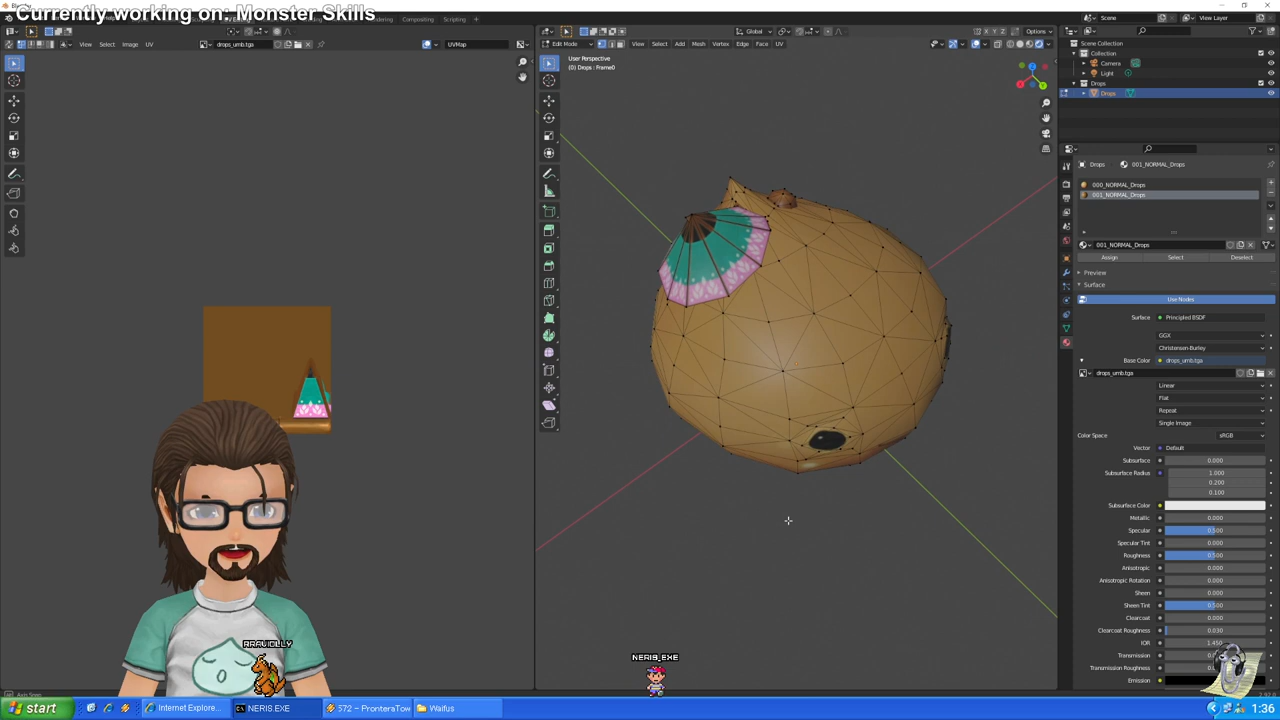 Currently working on: Monster Skills
Compositing
Scripting
Scene
View Layer
View
Select
Image
UV
drops_umb.tga
UVMap
Global
Options
Edit Mode
View
Select
Add
Mesh
Vertex
Edge
Face
UV
User Perspective
(0) Drops : Frame0
Scene Collection
Collection
Camera
Light
Drops
Drops
Drops
001_NORMAL_Drops
000_NORMAL_Drops
001_NORMAL_Drops
001_NORMAL_Drops
Assign
Select
Deselect
Preview
Surface
Use Nodes
Surface
Principled BSDF
GGX
Christensen-Burley
Base Color
drops_umb.tga
drops_umb.tga
Linear
Flat
Repeat
Single Image
Color Space
sRGB
Vector
Default
Subsurface
0.000
Subsurface Radius
1.000
0.200
0.100
Subsurface Color
Metallic
0.000
Specular
0.500
Specular Tint
0.000
Roughness
0.500
Anisotropic
0.000
Anisotropic Rotation
0.000
Sheen
0.000
Sheen Tint
0.500
Clearcoat
0.000
Clearcoat Roughness
0.030
IOR
1.450
Transmission
Transmission Roughness
Emission
BRAVIOLLY
NERIS_EXE
start
Internet Explore...
NERIS.EXE
572 - PronteraTow
Waifus
1:36